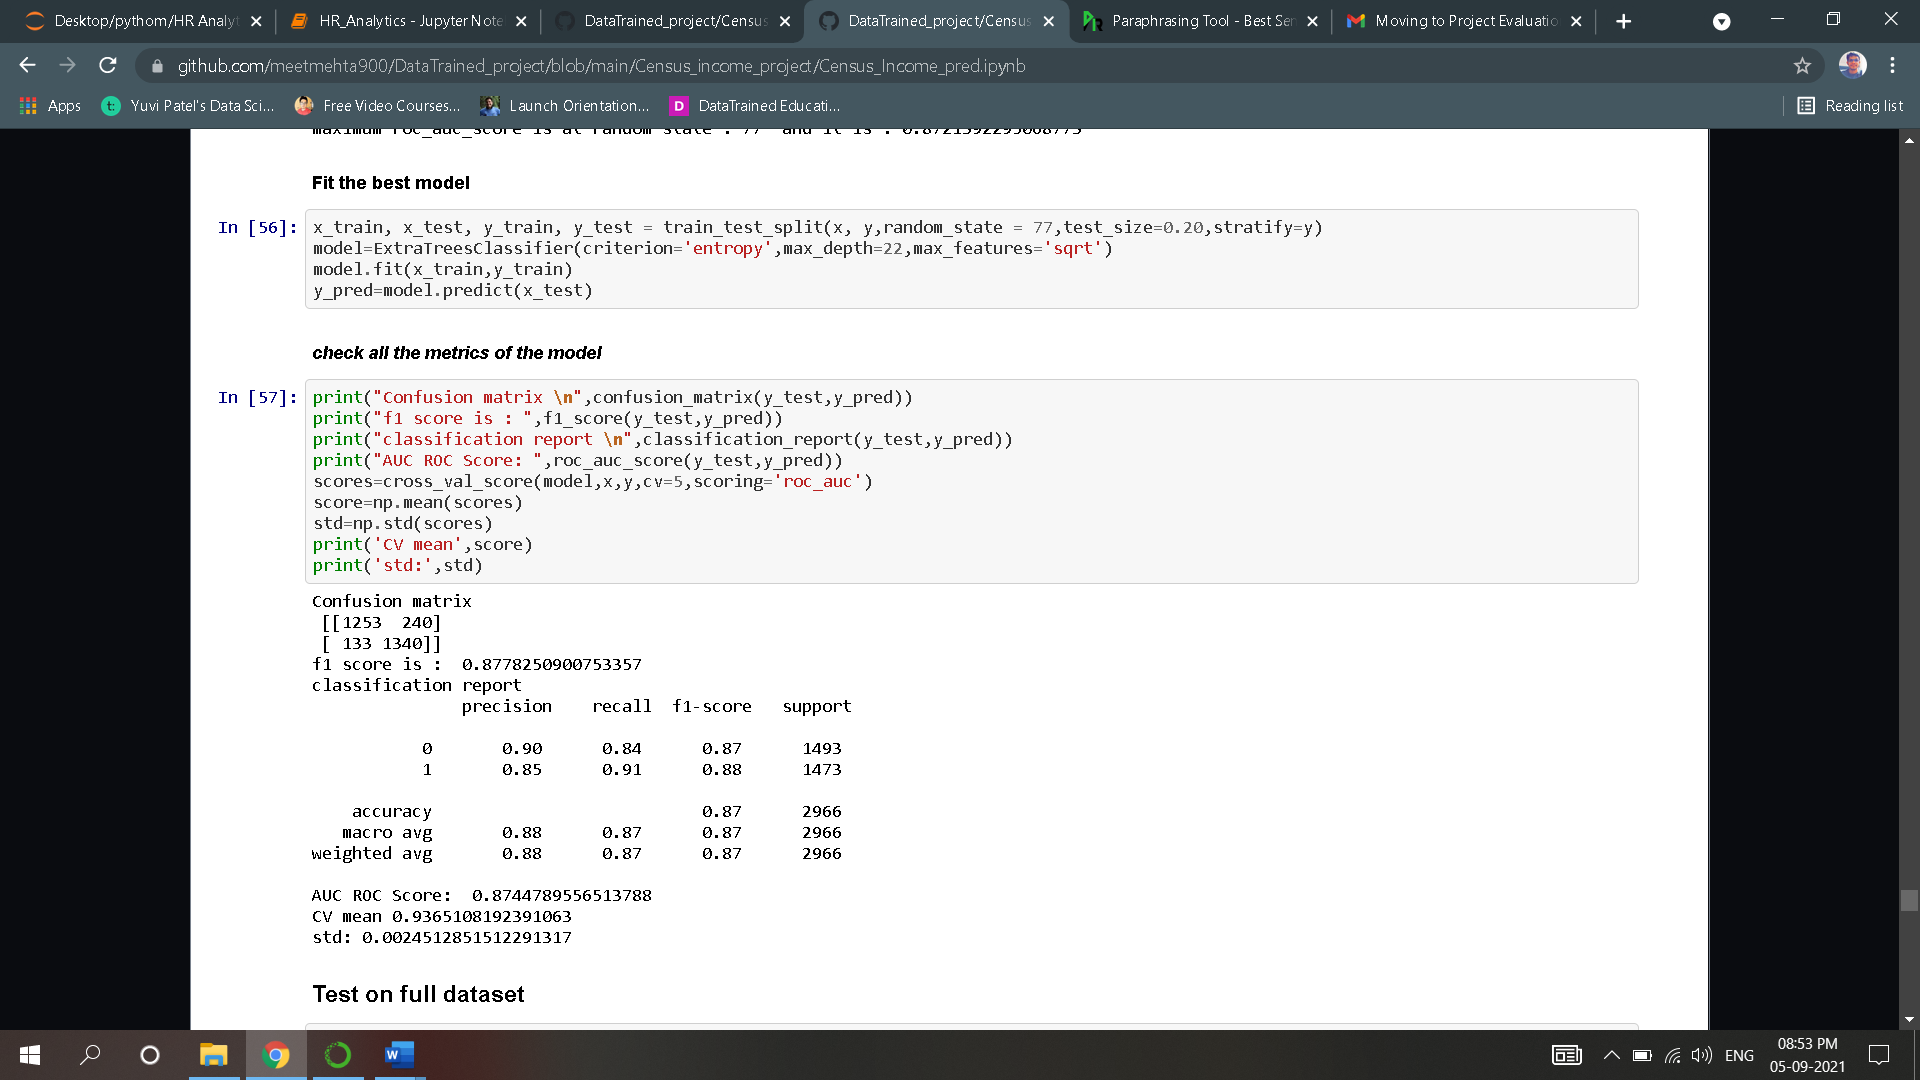 Desktop/pythom/HR Analyt
HR_Analytics - Jupyter Note
DataTrained_project/Census
DataTrained_project/Census
Paraphrasing Tool - Best Sen
Moving to Project Evaluatio
github.com/meetmehta900/DataTrained_project/blob/main/Census_income_project/Census_Income_pred.ipynb
Apps
Yuvi Patel's Data Sci...
Free Video Courses...
Launch Orientation...
D DataTrained Educati...
Reading list
maximum roc_auc_score is at random state : 77 and it is :
Fit the best model
In [56]:
x_train, x_test, y_train, y_test = train_test_split(x, y,random_state = 77,test_size=0.20,stratify=y)
model=ExtraTreesClassifier(criterion='entropy',max_depth=22,max_features='sqrt')
model.fit(x_train,y_train)
y_pred=model.predict(x_test)
check all the metrics of the model
In [57]:
print("Confusion matrix \n",confusion_matrix(y_test,y_pred))
print("f1 score is : ",f1_score(y_test,y_pred))
print("classification report \n",classification_report(y_test,y_pred))
print("AUC ROC Score: ",roc_auc_score(y_test,y_pred))
scores=cross_val_score(model,x,y,cv=5,scoring='roc_auc')
score=np.mean(scores)
std=np.std(scores)
print('CV mean',score)
print('std:',std)
Confusion matrix
[[1253 240]
[ 133 1340]]
f1 score is : 0.8778250900753357
classification report
precision recall f1-score support
0 0.90 0.84 0.87 1493
1 0.85 0.91 0.88 1473
accuracy 0.87 2966
macro avg 0.88 0.87 0.87 2966
weighted avg 0.88 0.87 0.87 2966
AUC ROC Score: 0.8744789556513788
CV mean 0.9365108192391063
std: 0.0024512851512291317
Test on full dataset
W
ENG
08:53 PM
05-09-2021